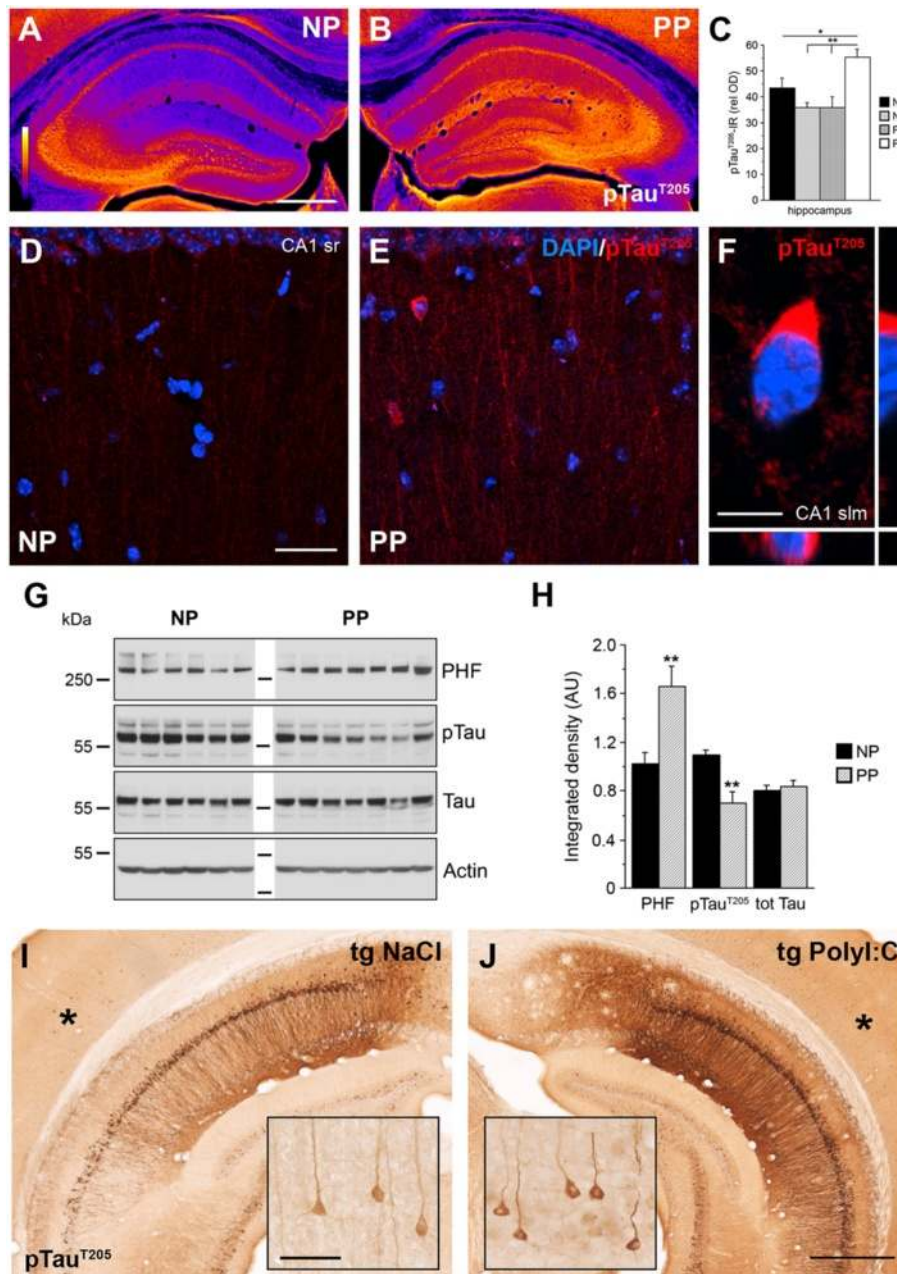 A NP
B PP
pTau^T205
C
pTau^T205-IR (rel OD)
70
60
50
40
30
20
10
0
*
**
hippocampus
N
N
P
P
D CA1 sr
NP
E DAPI/pTau^T205
PP
F pTau^T205
CA1 slm
G
kDa NP PP
250 PHF
55 pTau
55 Tau
55 Actin
H
Integrated density (AU)
2.0
1.6
1.2
0.8
0.4
0
**
**
NP
PP
PHF pTau^T205 tot Tau
I tg NaCl
*
pTau^T205
J tg PolyI:C
*